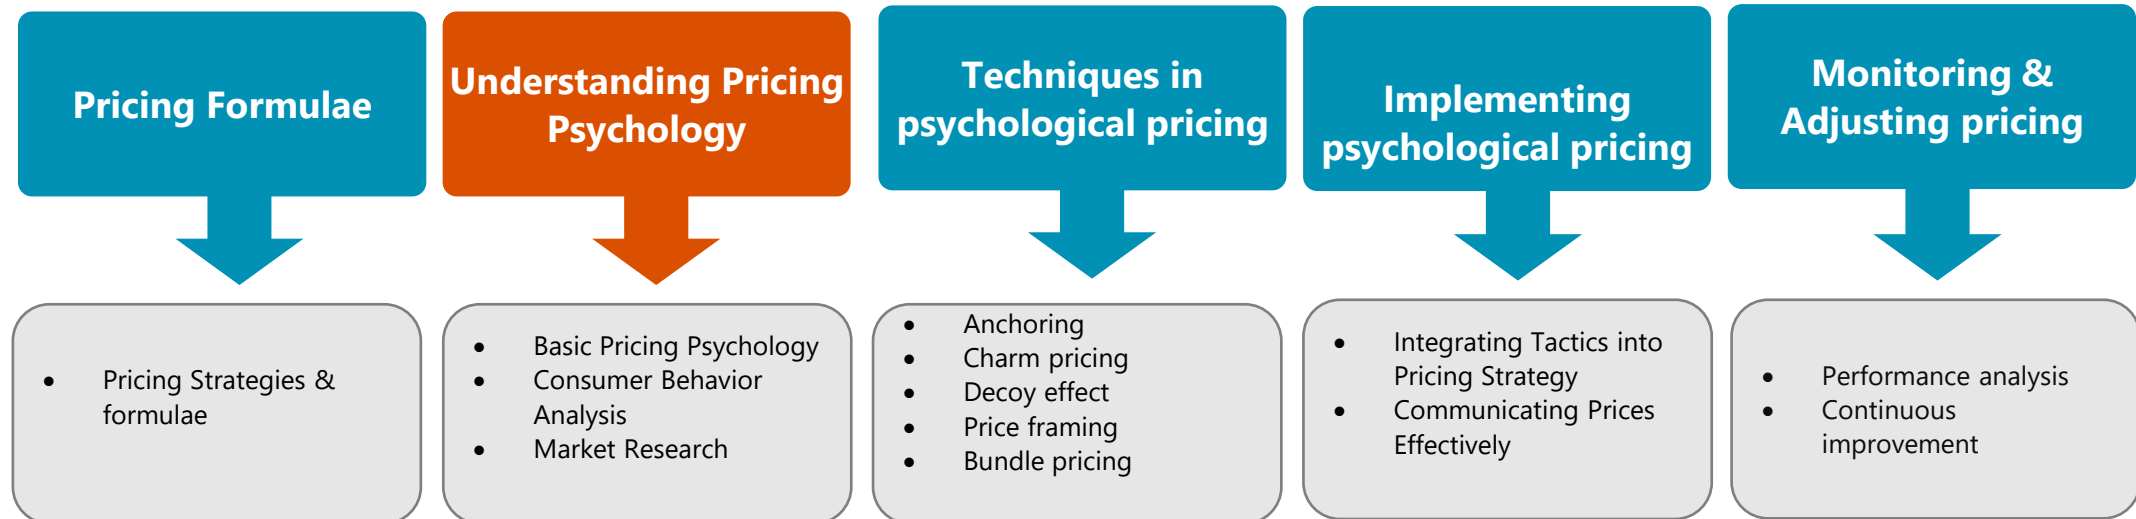 Pricing Formulae
Understanding Pricing
Psychology
Techniques in
psychological pricing
Implementing
psychological pricing
Monitoring &
Adjusting pricing
• Pricing Strategies &
formulae
• Basic Pricing Psychology
• Consumer Behavior
Analysis
• Market Research
• Anchoring
• Charm pricing
• Decoy effect
• Price framing
• Bundle pricing
• Integrating Tactics into
Pricing Strategy
• Communicating Prices
Effectively
• Performance analysis
• Continuous
improvement